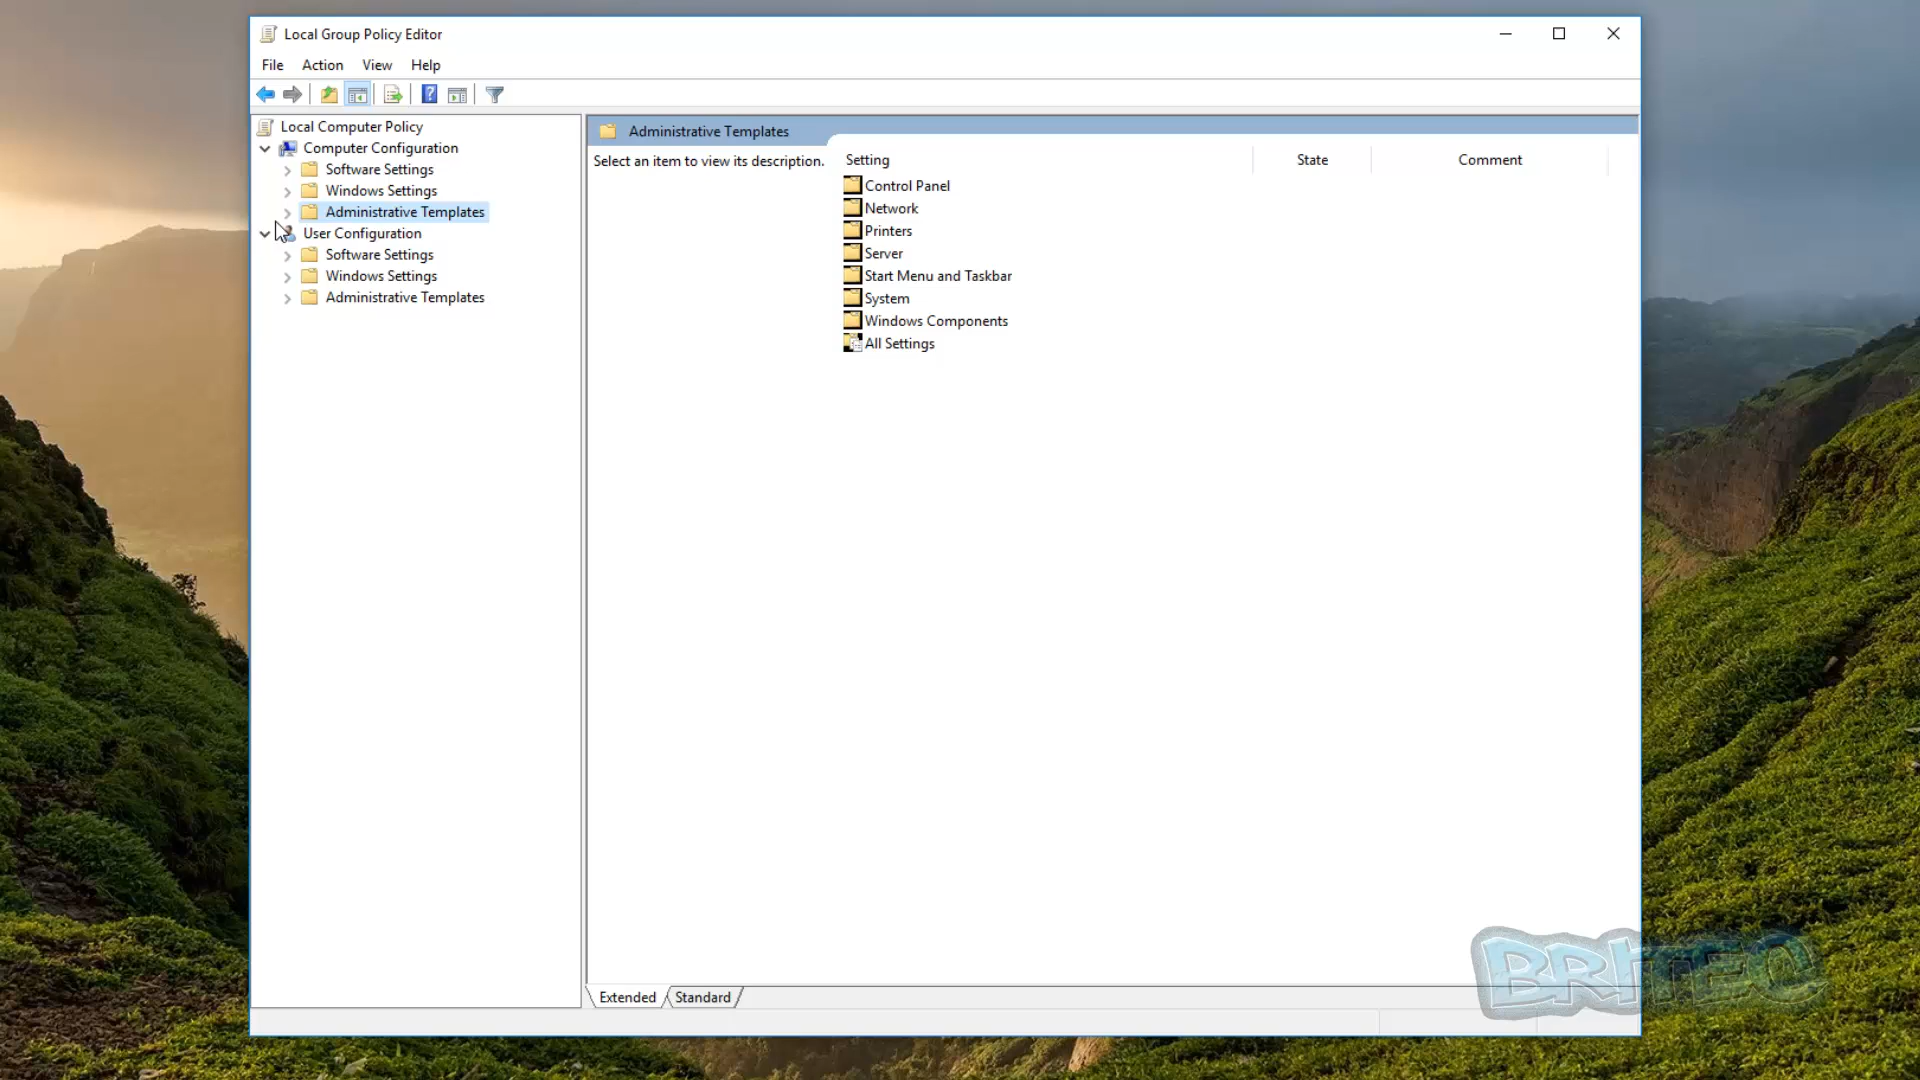 Local Group Policy Editor
File Action View Help
Local Computer Policy
Computer Configuration
Software Settings
Windows Settings
Administrative Templates
User Configuration
Software Settings
Windows Settings
Administrative Templates
Administrative Templates
Select an item to view its description.
Setting State Comment
Control Panel
Network
Printers
Server
Start Menu and Taskbar
System
Windows Components
All Settings
Extended Standard
BRITEC